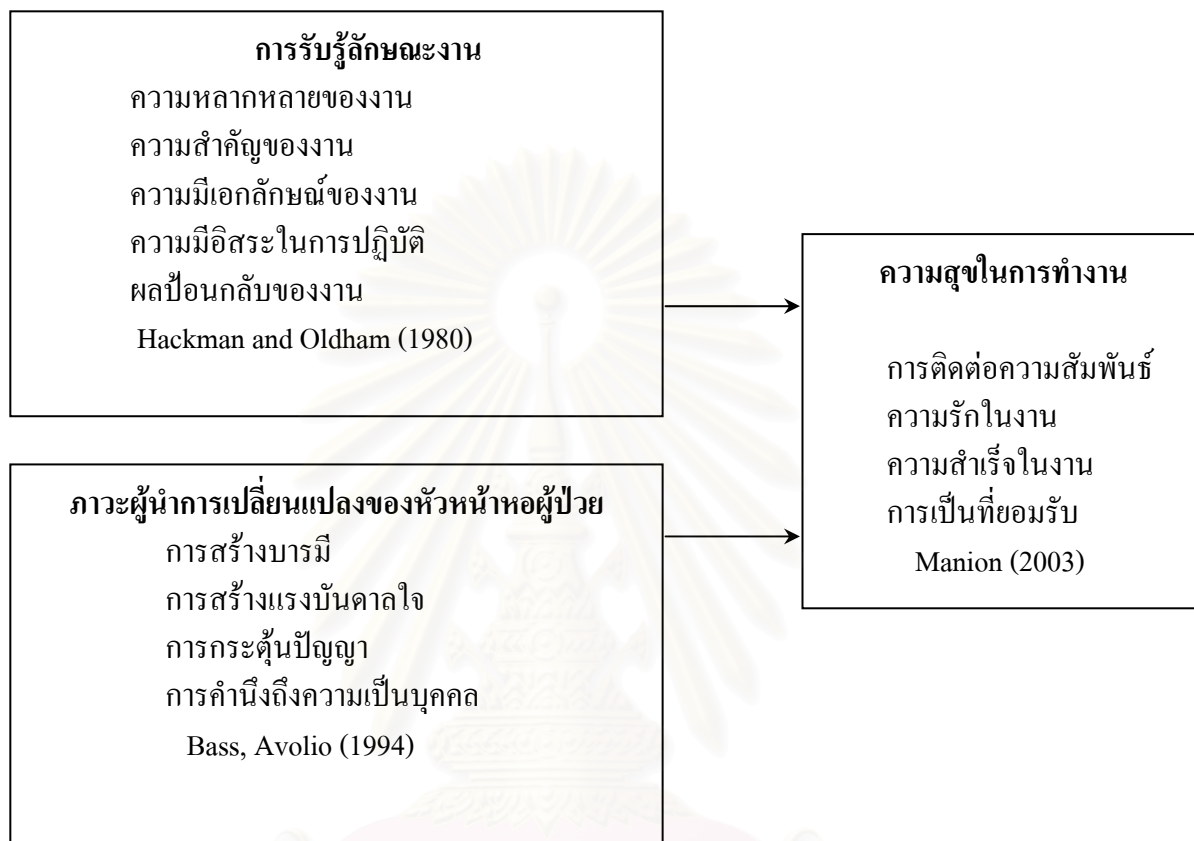 การรับรู้ลักษณะงาน
ความหลากหลายของงาน
ความสำคัญของงาน
ความมีเอกลักษณ์ของงาน
ความมีอิสระในการปฏิบัติ
ผลป้อนกลับของงาน
Hackman and Oldham (1980)
ภาวะผู้นำการเปลี่ยนแปลงของหัวหน้าหอผู้ป่วย
การสร้างบารมี
การสร้างแรงบันดาลใจ
การกระตุ้นปัญญา
การคำนึงถึงความเป็นบุคคล
Bass, Avolio (1994)
ความสุขในการทำงาน
การติดต่อความสัมพันธ์
ความรักในงาน
ความสำเร็จในงาน
การเป็นที่ยอมรับ
Manion (2003)